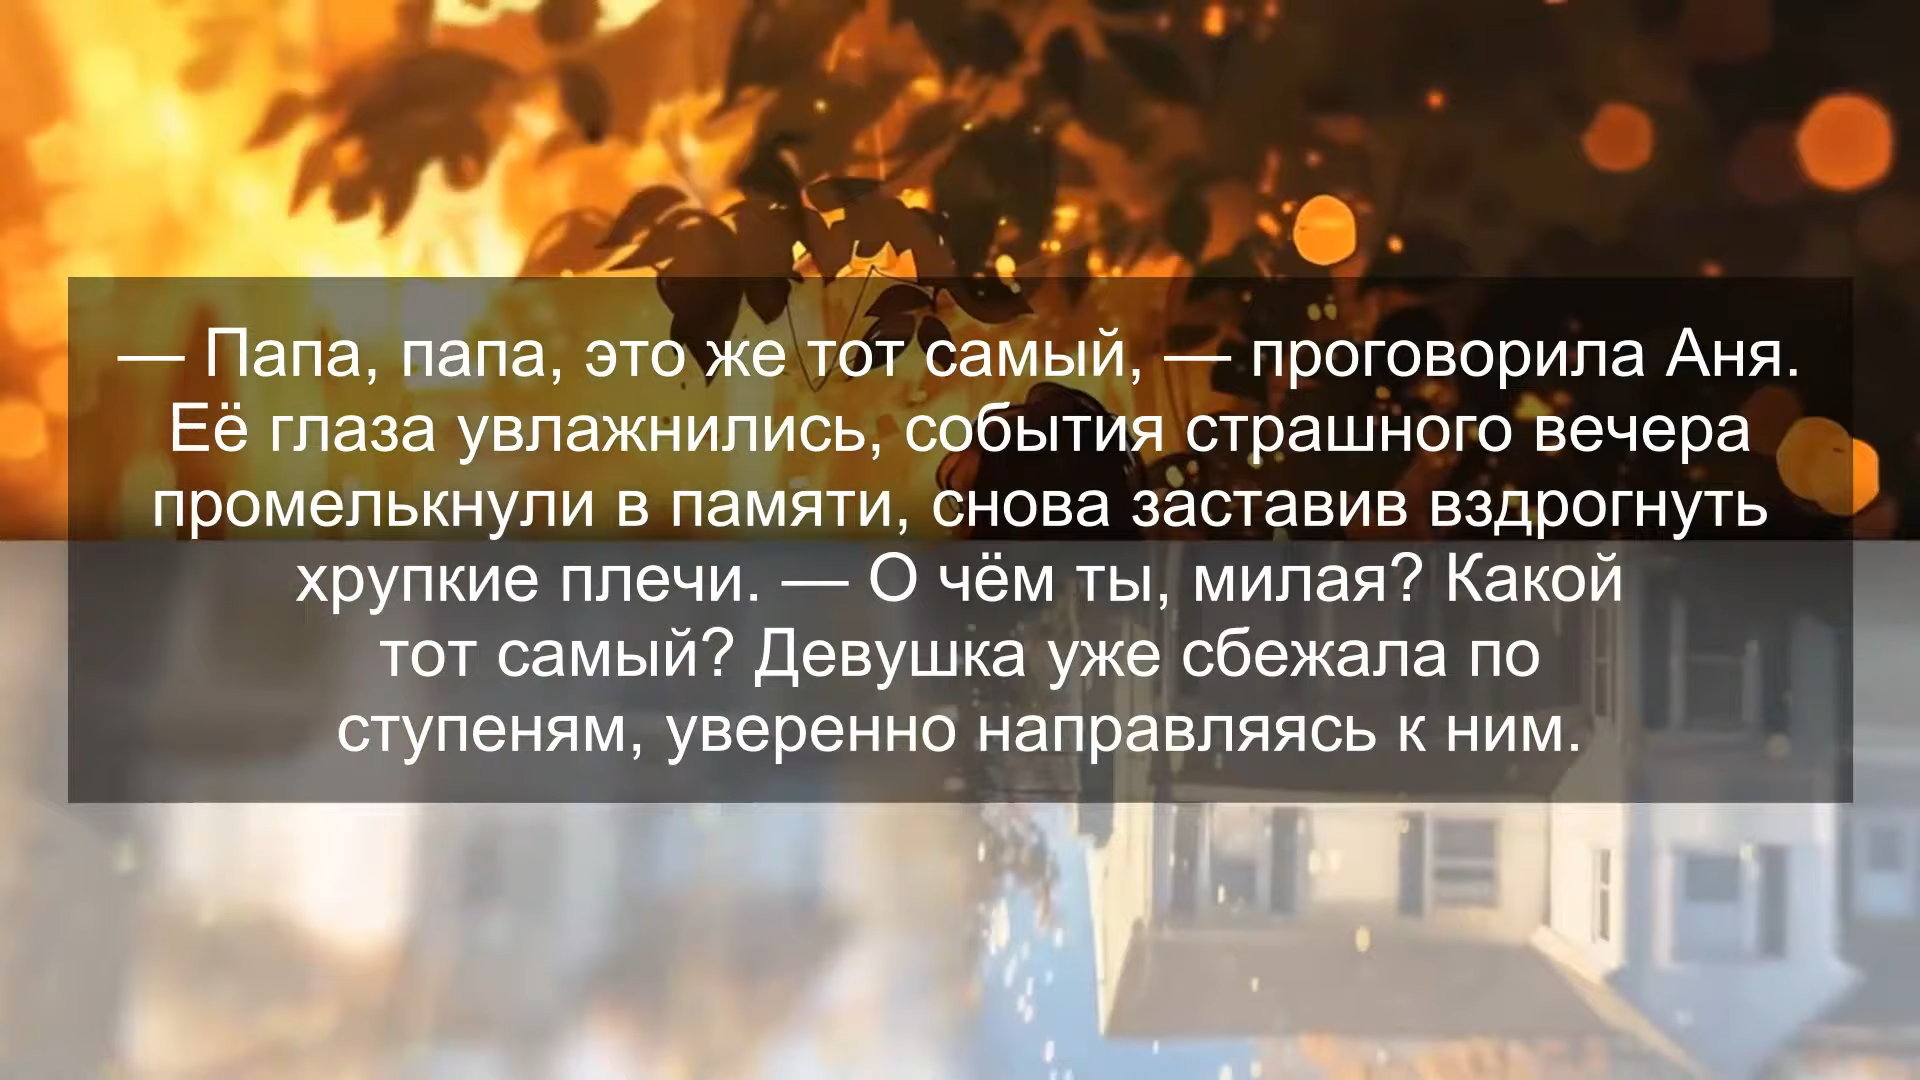 — Папа, папа, это же тот самый, — проговорила Аня.
Её глаза увлажнились, события страшного вечера
промелькнули в памяти, снова заставив вздрогнуть
хрупкие плечи. — О чём ты, милая? Какой
тот самый? Девушка уже сбежала по
ступеням, уверенно направляясь к ним.